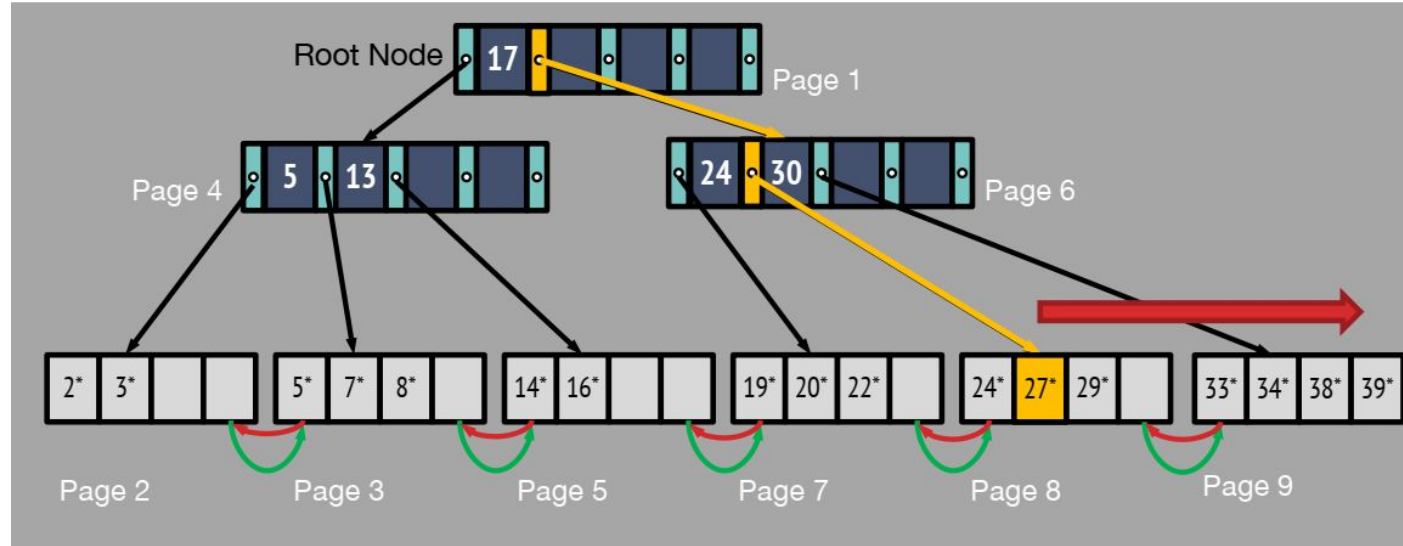 Root Node
17
Page 1
Page 4
5 13
24 30
Page 6
2* 3*
5* 7* 8*
14* 16*
19* 20* 22*
24* 27* 29*
33* 34* 38* 39*
Page 2
Page 3
Page 5
Page 7
Page 8
Page 9